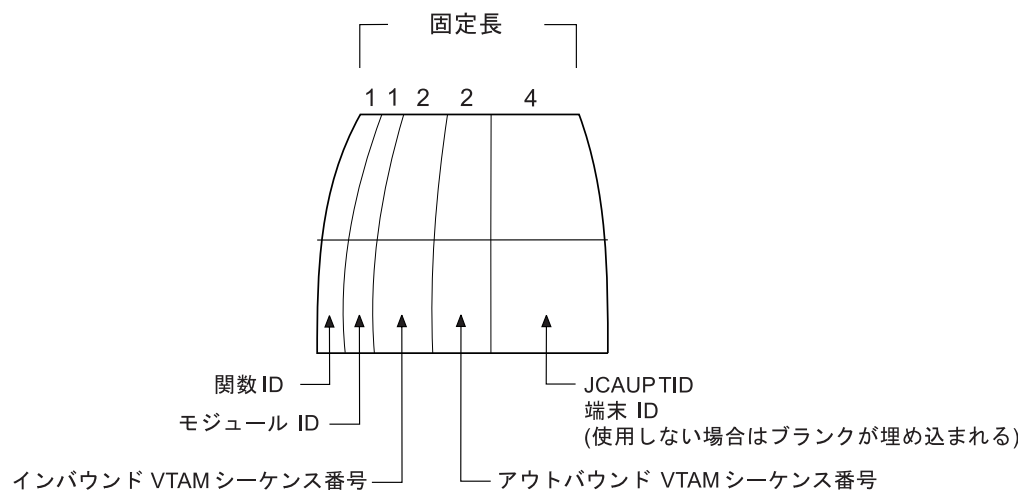 固定長
1 1 2 2 4
関数 ID
モジュール ID
インバウンド VTAM シーケンス番号
アウトバウンド VTAM シーケンス番号
JCAUPTID
端末 ID
(使用しない場合はブランクが埋め込まれる)